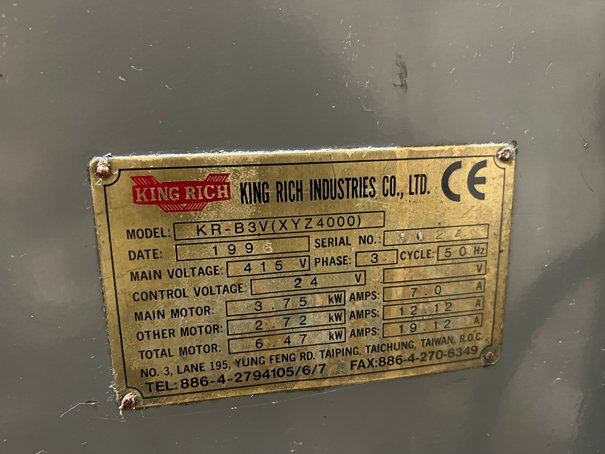 KING RICH KING RICH INDUSTRIES CO., LTD. CE
MODEL: KR-B3V(XYZ4000)
DATE: 1996 SERIAL NO.:
MAIN VOLTAGE: 415 V PHASE: 3 CYCLE: 50 Hz
CONTROL VOLTAGE: 24 V V
MAIN MOTOR: 3.75 kW AMPS: 7.0 A
OTHER MOTOR: 2.72 kW AMPS: 12.12 A
TOTAL MOTOR: 6.47 kW AMPS: 19.12 A
NO. 3, LANE 195, YUNG FENG RD. TAIPING, TAICHUNG, TAIWAN, R.O.C.
TEL:886-4-2794105/6/7 FAX:886-4-270-6349